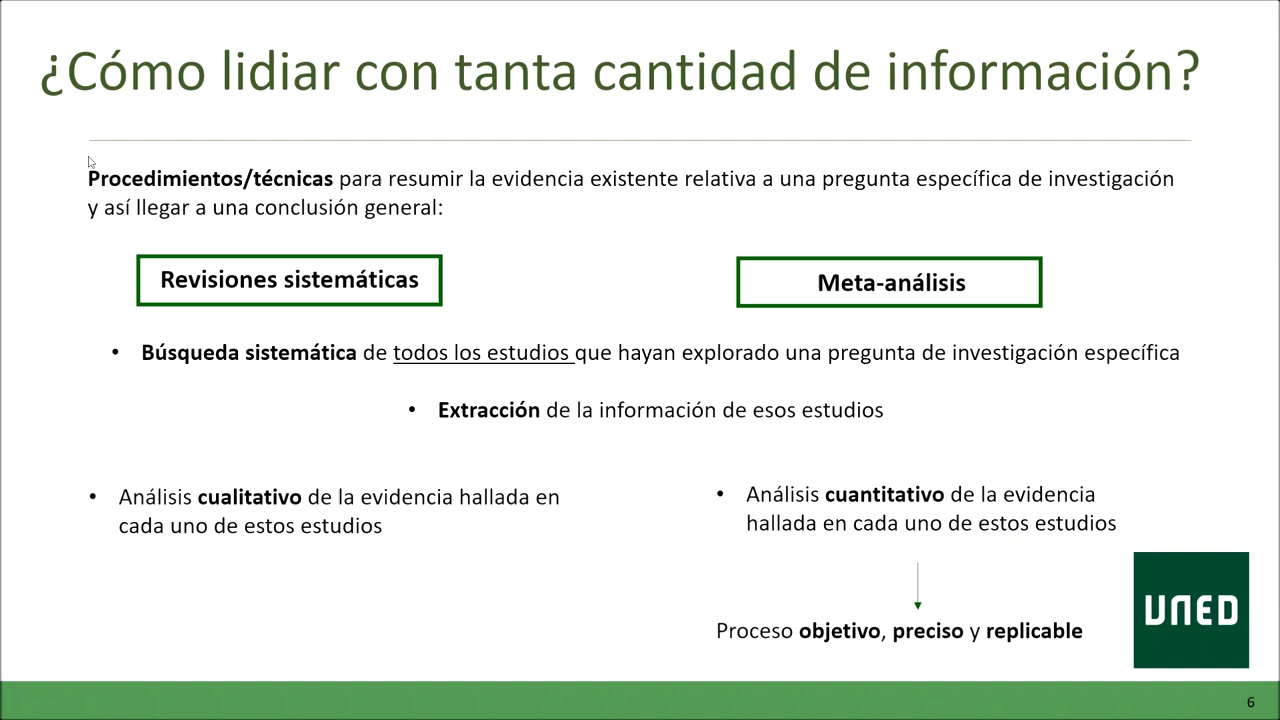 ¿Cómo lidiar con tanta cantidad de información?
Procedimientos/técnicas para resumir la evidencia existente relativa a una pregunta específica de investigación
y así llegar a una conclusión general:
Revisiones sistemáticas
Meta-análisis
• Búsqueda sistemática de todos los estudios que hayan explorado una pregunta de investigación específica
• Extracción de la información de esos estudios
• Análisis cualitativo de la evidencia hallada en
cada uno de estos estudios
• Análisis cuantitativo de la evidencia
hallada en cada uno de estos estudios
Proceso objetivo, preciso y replicable
UNED
6